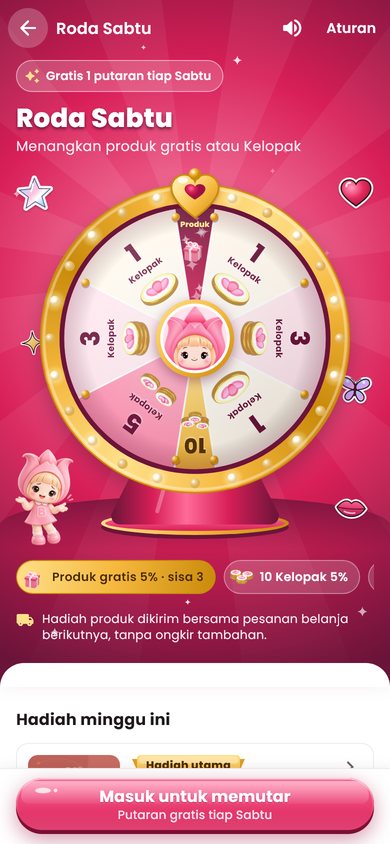 Roda Sabtu
Aturan
Gratis 1 putaran tiap Sabtu
Roda Sabtu
Menangkan produk gratis atau Kelopak
Produk
1 Kelopak
3 Kelopak
1 Kelopak
10
5 Kelopak
3 Kelopak
1 Kelopak
Produk gratis 5% · sisa 3
10 Kelopak 5%
Hadiah produk dikirim bersama pesanan belanja
berikutnya, tanpa ongkir tambahan.
Hadiah minggu ini
Hadiah utama
Masuk untuk memutar
Putaran gratis tiap Sabtu